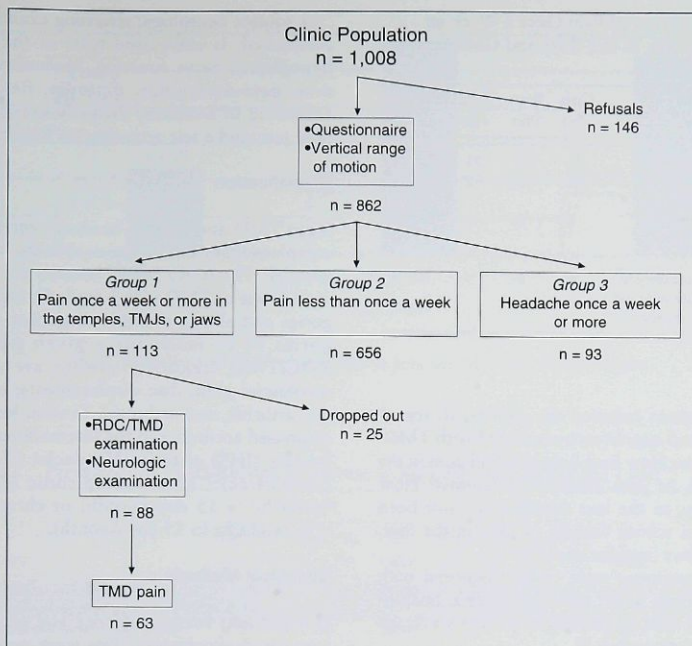 Clinic Population
n = 1,008
Refusals
n = 146
•Questionnaire
•Vertical range
of motion
n = 862
Group 1
Pain once a week or more in
the temples, TMJs, or jaws
n = 113
Group 2
Pain less than once a week
n = 656
Group 3
Headache once a week
or more
n = 93
•RDC/TMD
examination
•Neurologic
examination
n = 88
Dropped out
n = 25
TMD pain
n = 63